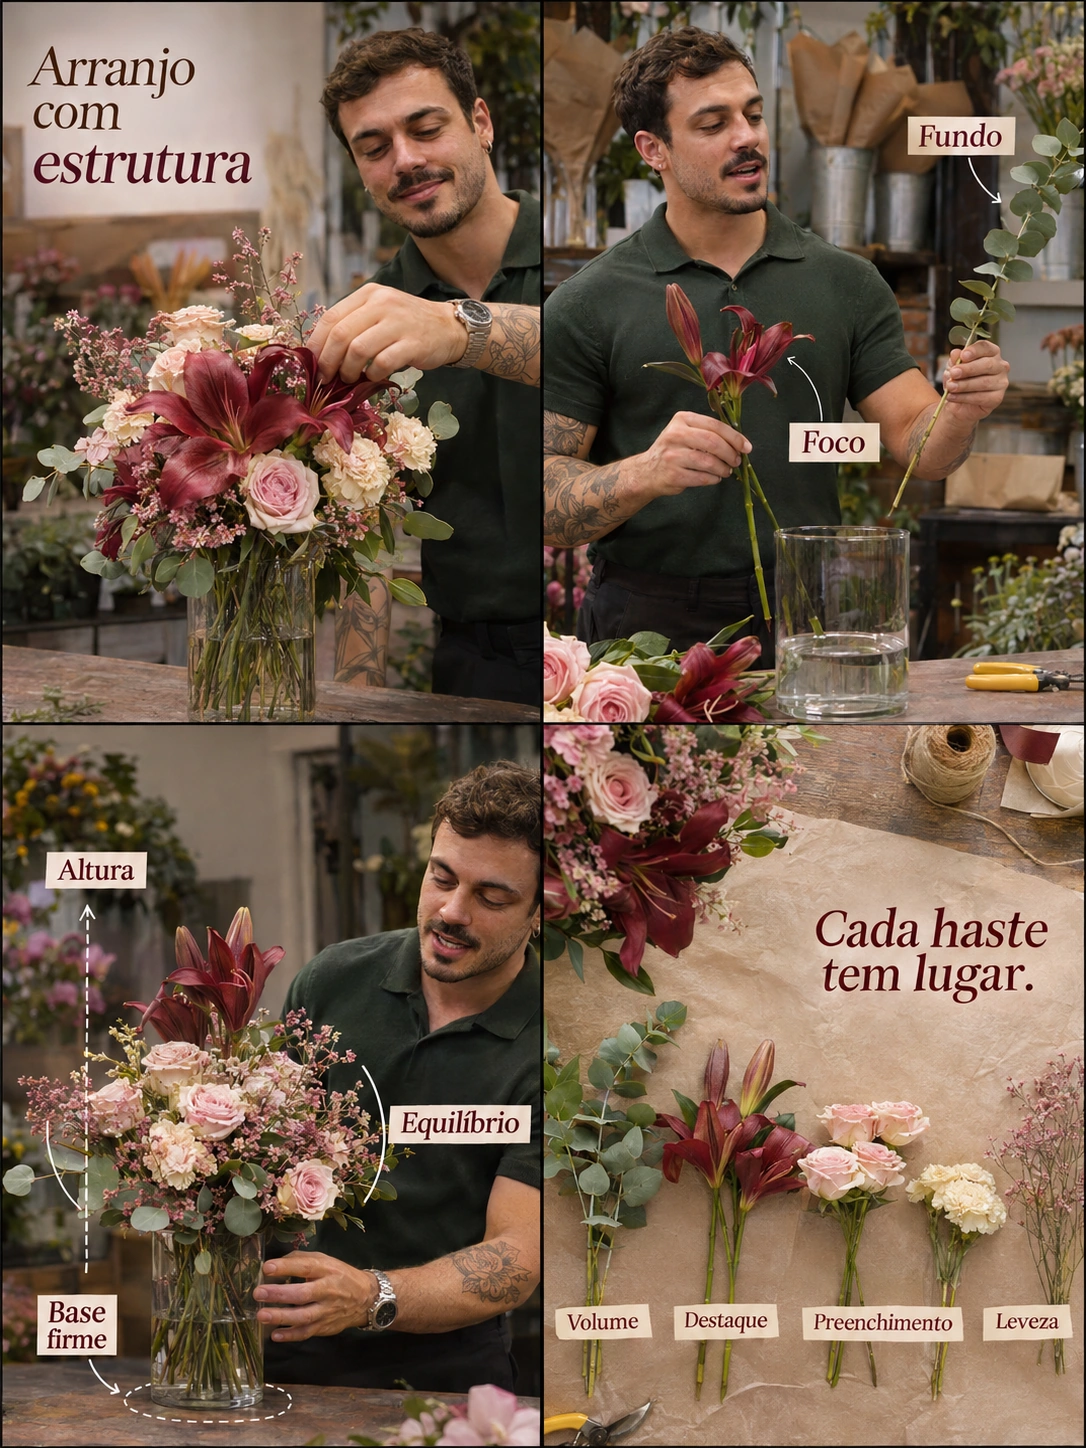 Arranjo
com
estrutura
Fundo
Foco
Altura
Equilíbrio
Base
firme
Cada haste
tem lugar.
Volume
Destaque
Preenchimento
Leveza